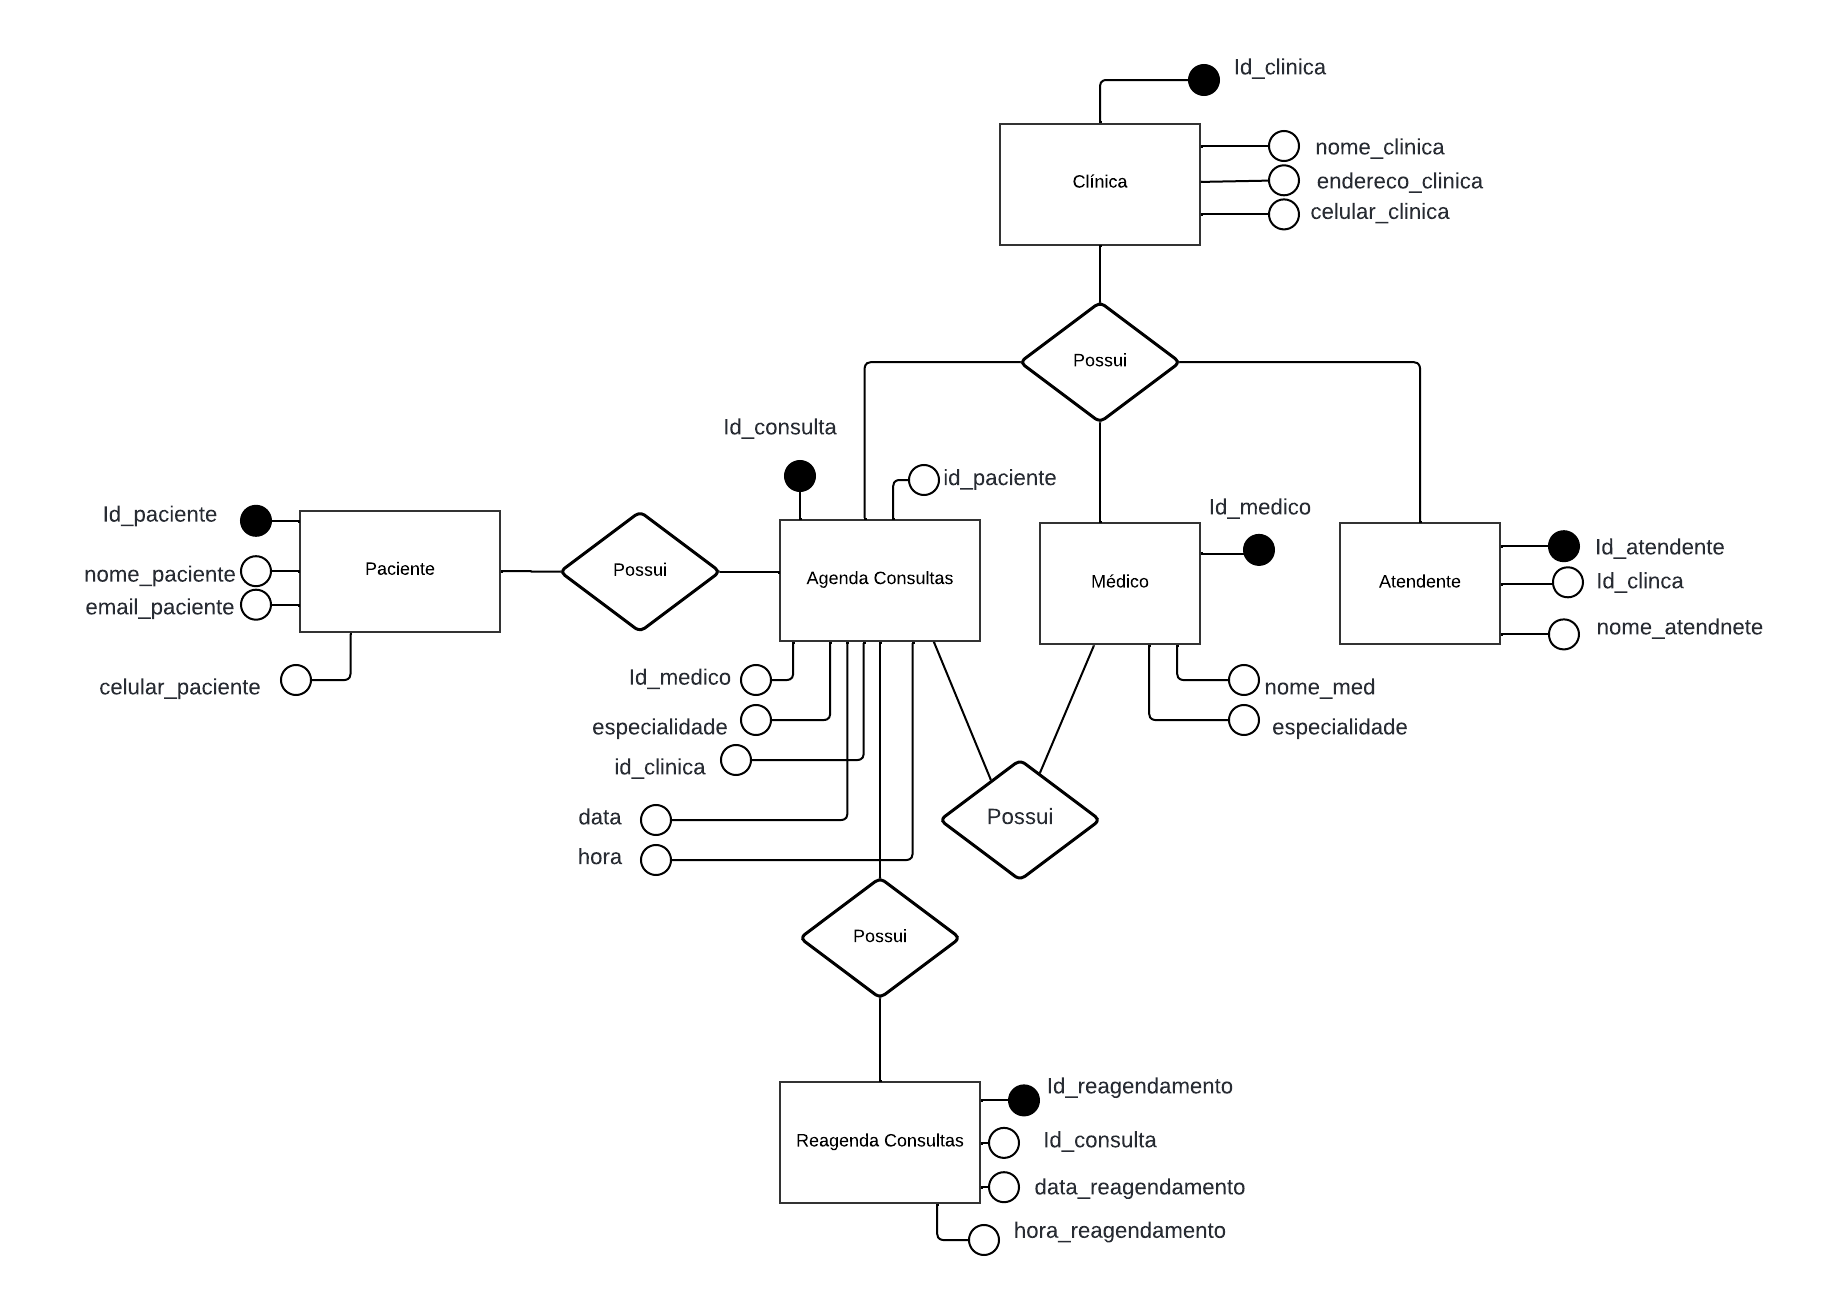 Id_clinica
nome_clinica
Clínica
endereco_clinica
celular_clinica
Possui
Id_consulta
id_paciente
Id_medico
Id_paciente
Paciente
nome_paciente
email_paciente
celular_paciente
Possui
Agenda Consultas
Médico
Atendente
Id_atendente
Id_clinca
nome_atendnete
Id_medico
especialidade
id_clinica
data
hora
nome_med
especialidade
Possui
Possui
Reagenda Consultas
Id_reagendamento
Id_consulta
data_reagendamento
hora_reagendamento